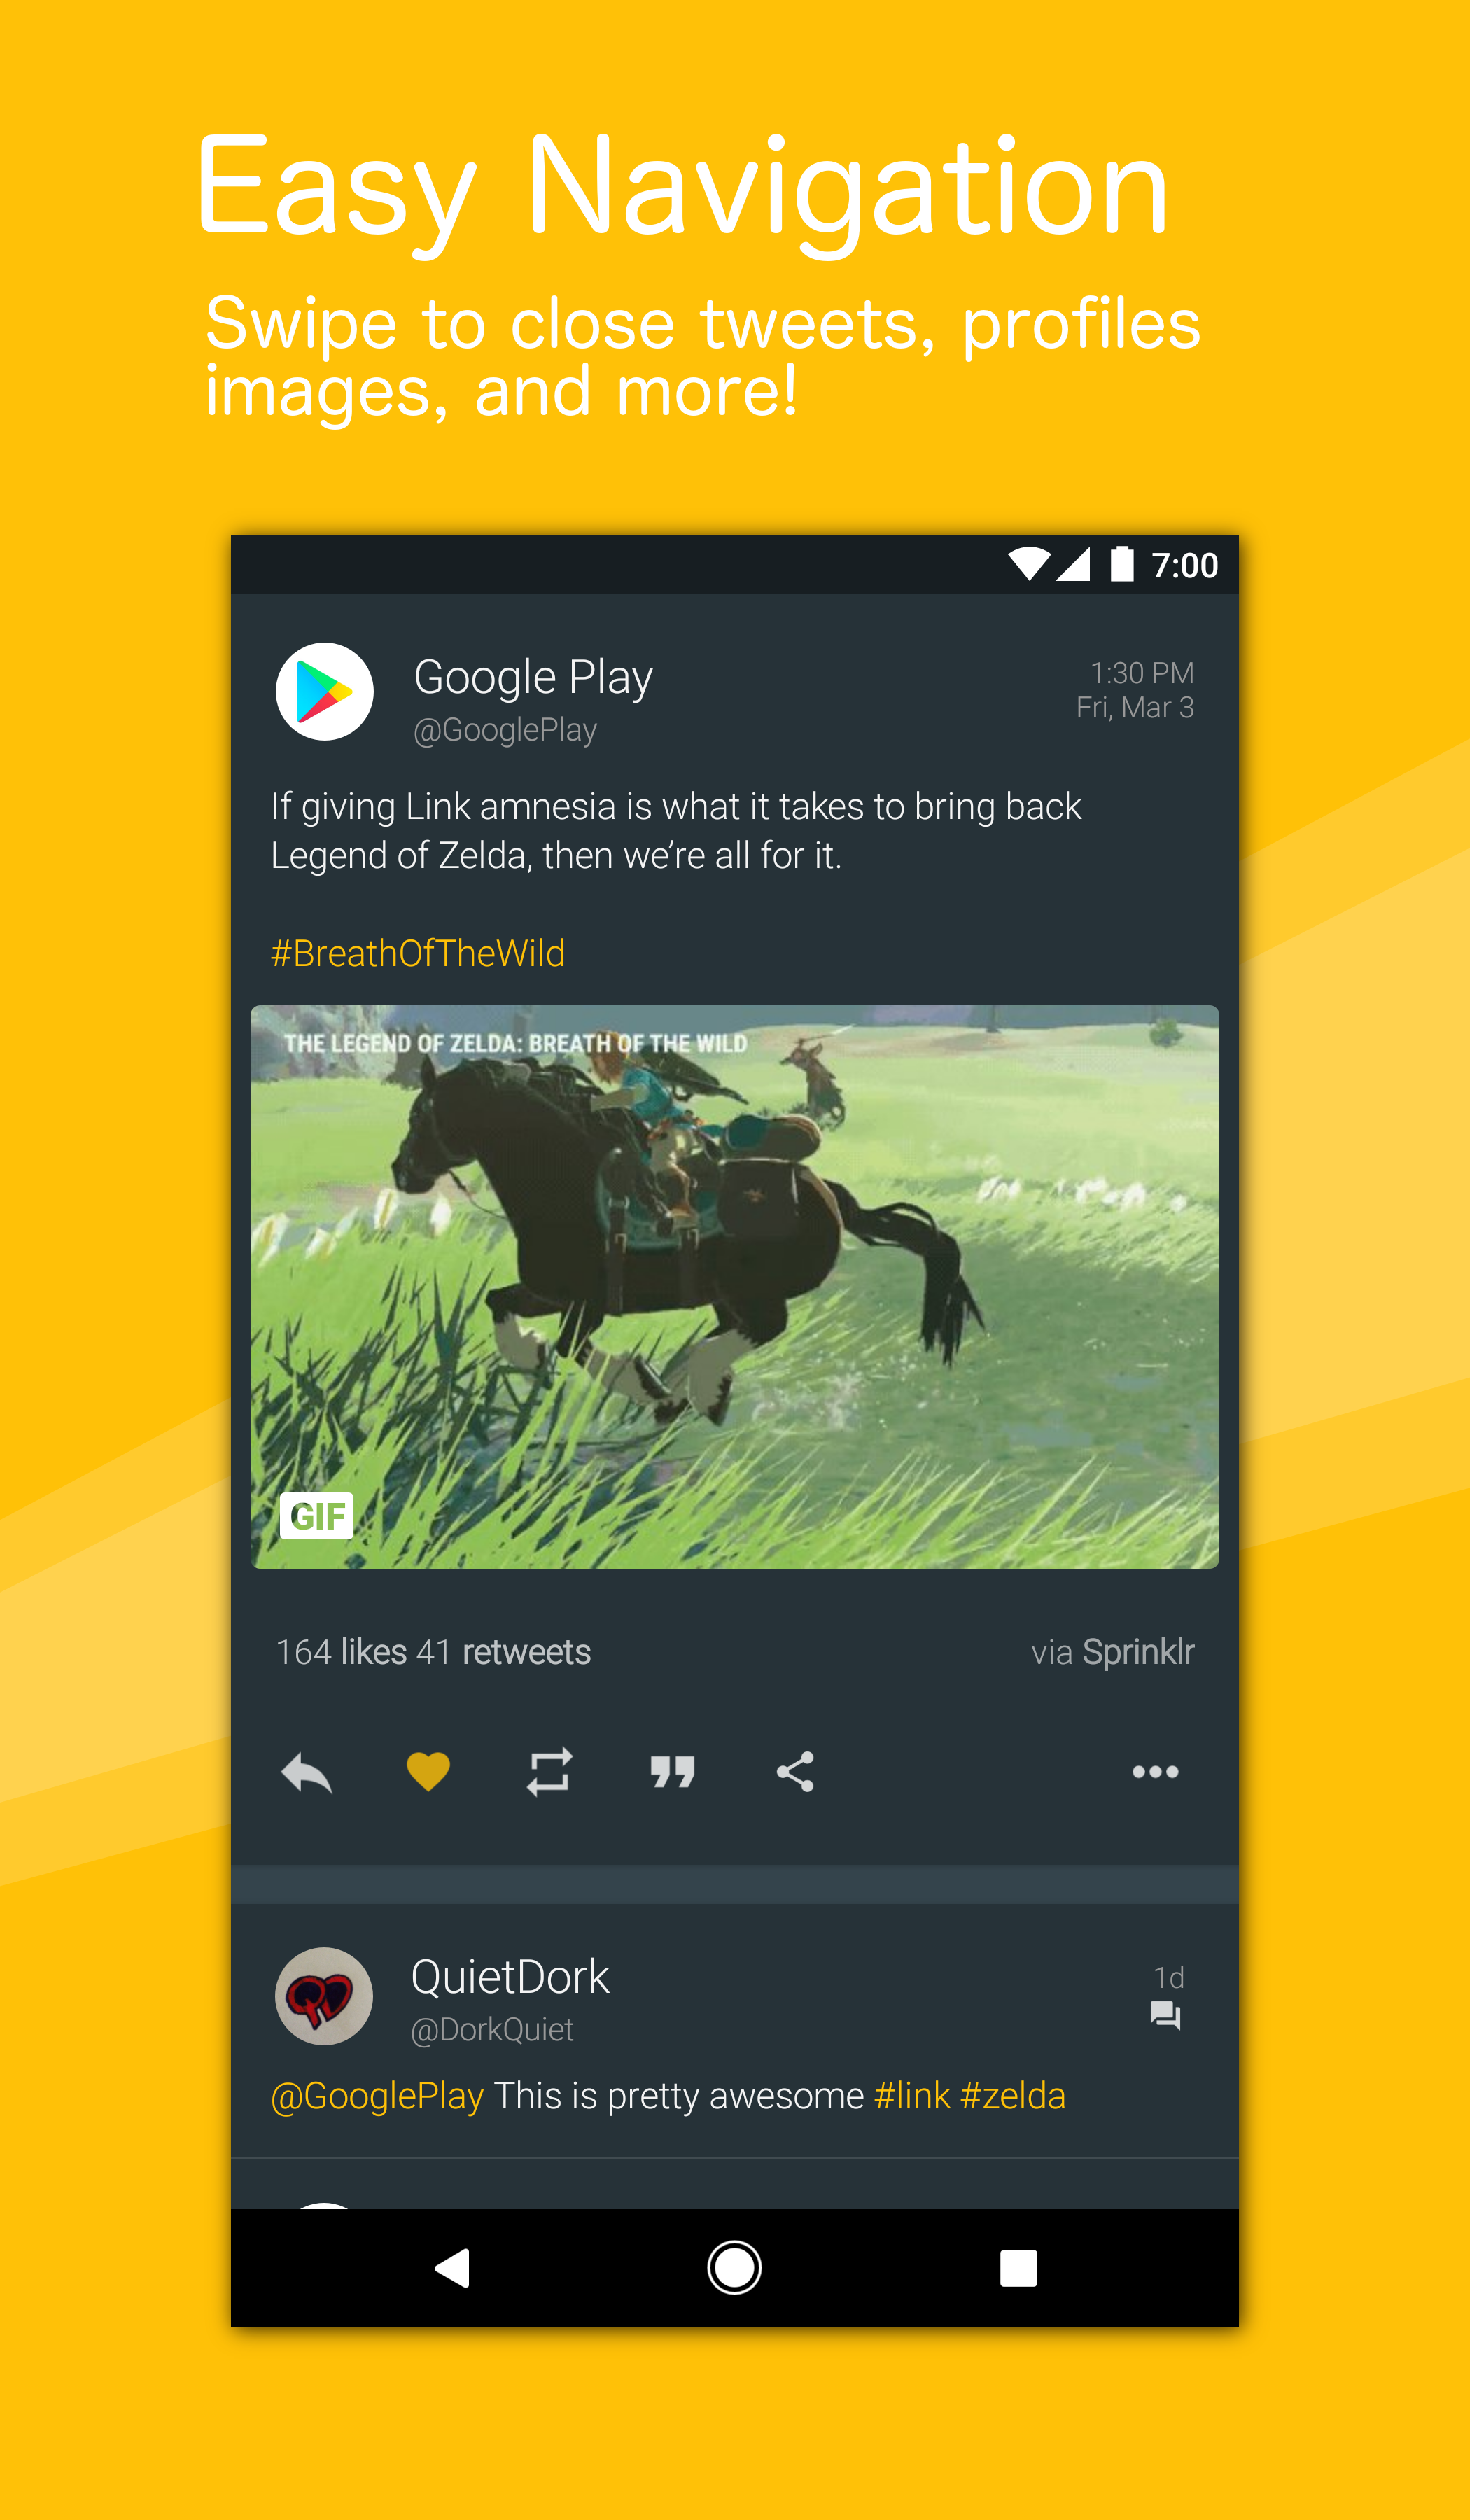 Easy Navigation
Swipe to close tweets, profiles
images, and more!
7:00
Google Play
1:30 PM
@GooglePlay
Fri, Mar 3
If giving Link amnesia is what it takes to bring back
Legend of Zelda, then we’re all for it.
#BreathOfTheWild
THE LEGEND OF ZELDA: BREATH OF THE WILD
GIF
164 likes 41 retweets
via Sprinklr
QuietDork
1d
@DorkQuiet
@GooglePlay This is pretty awesome #link #zelda